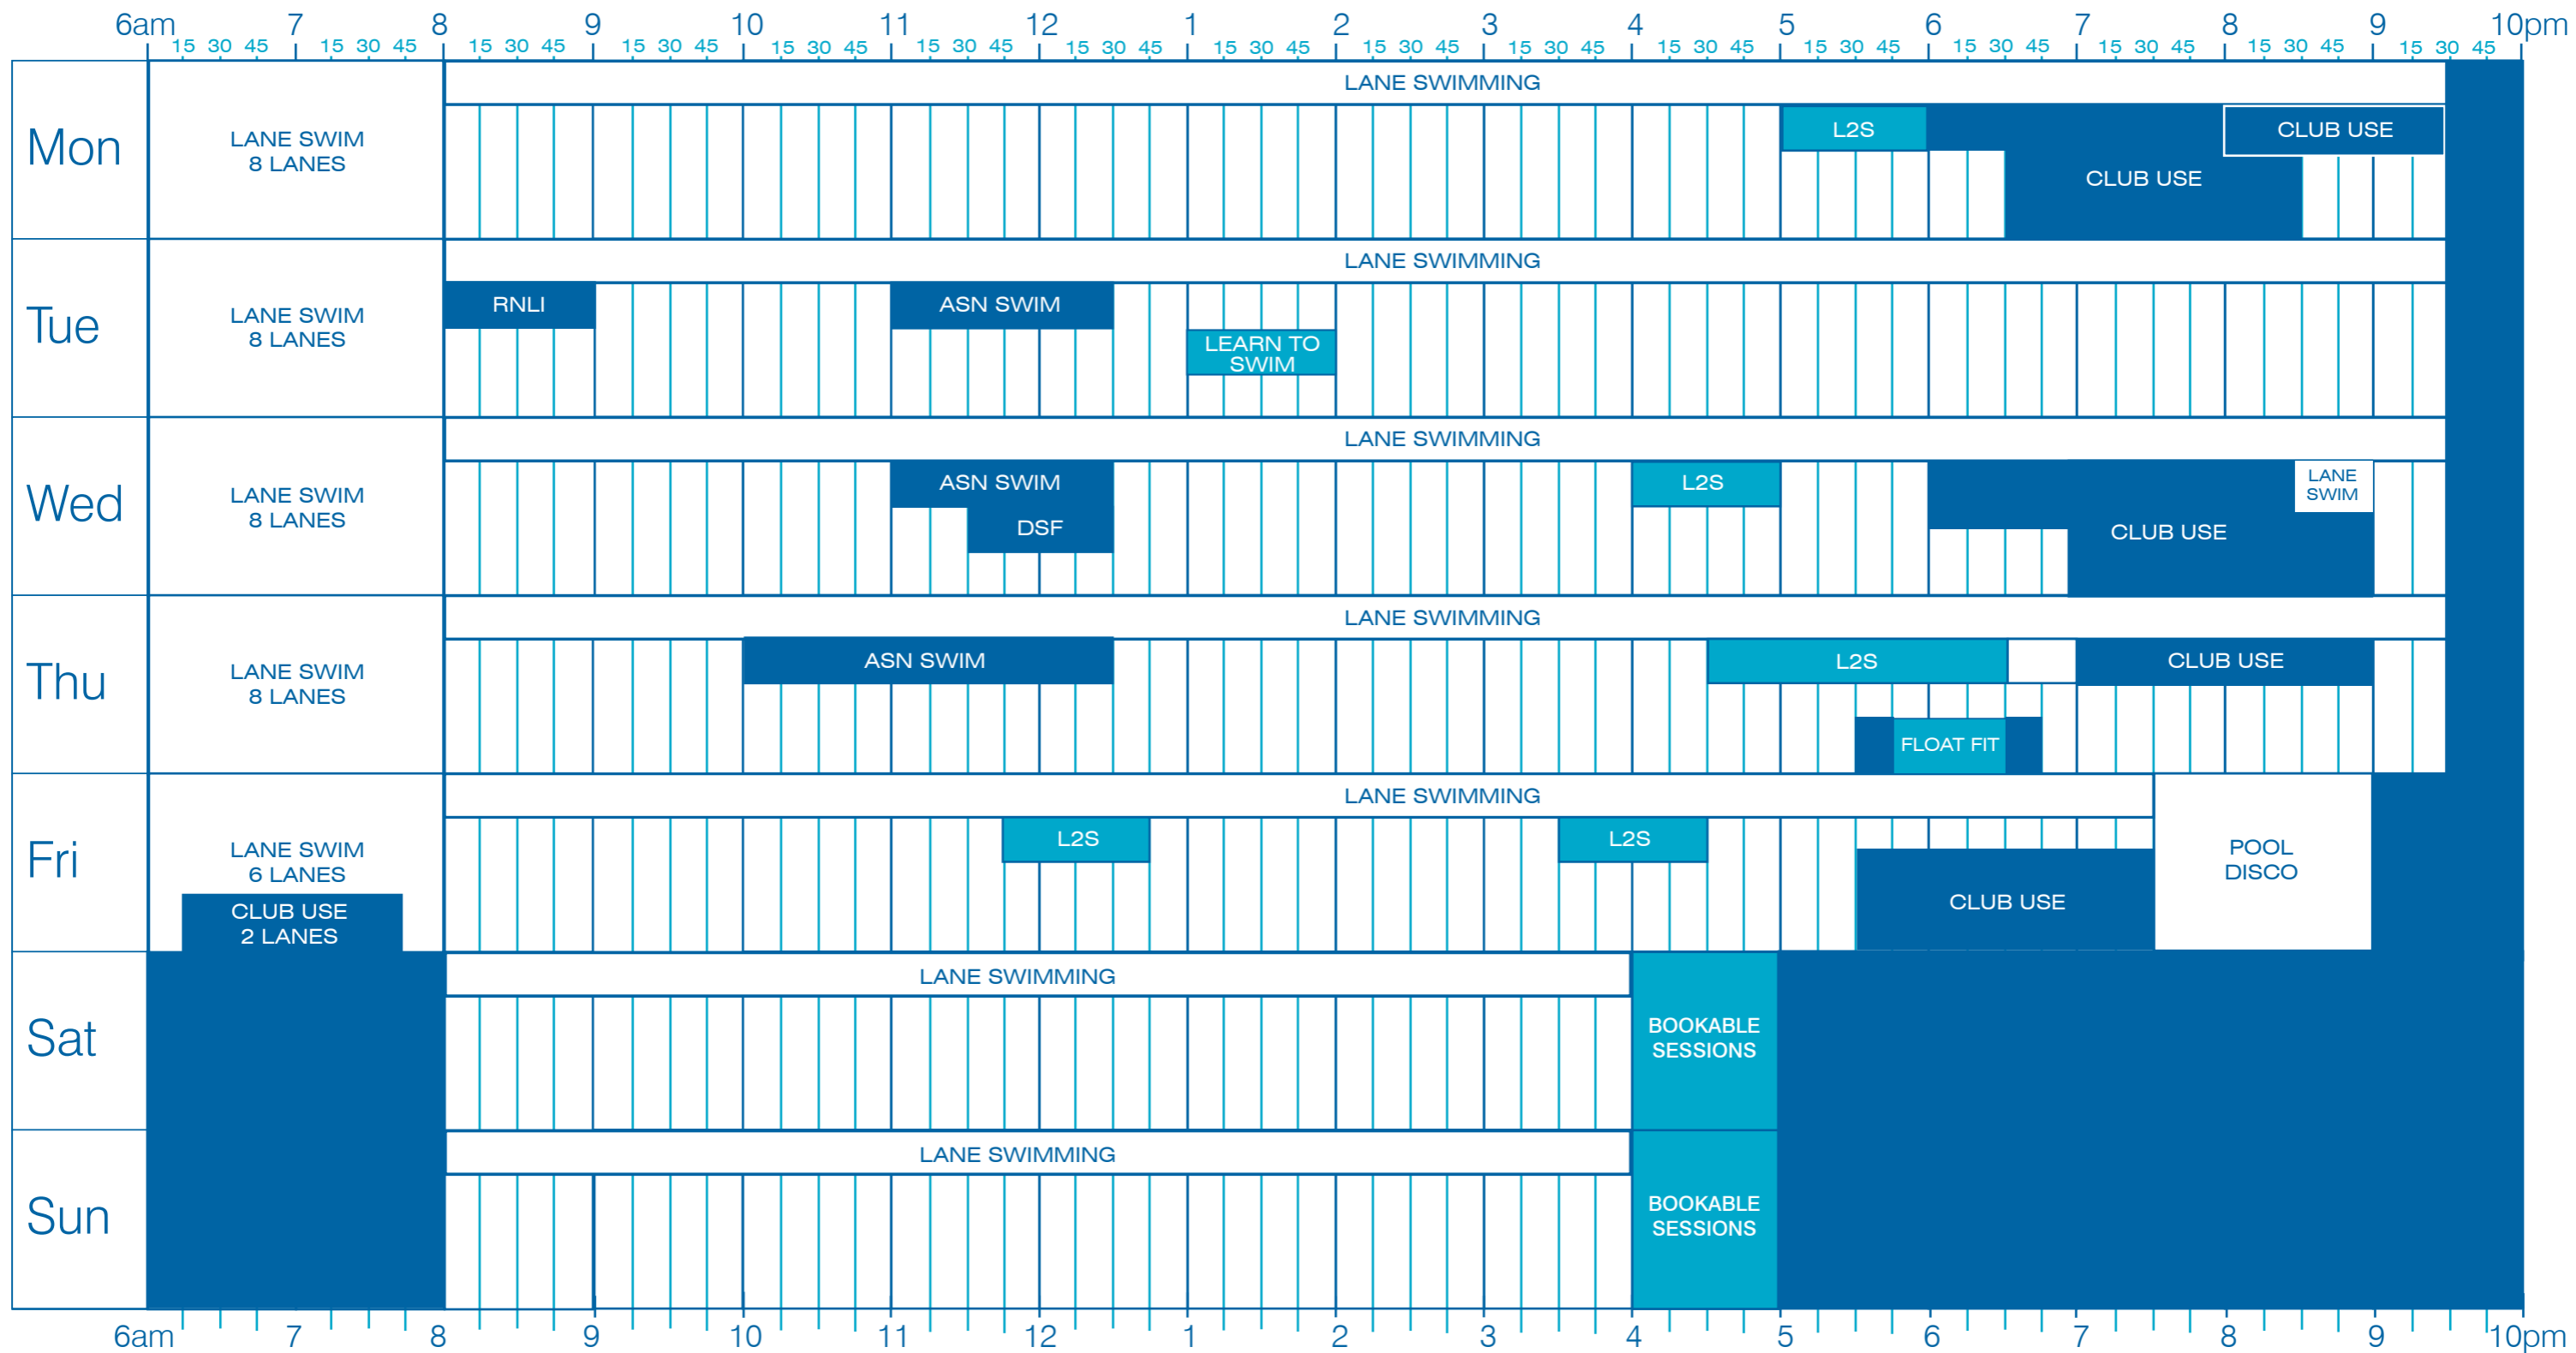 6am 7 8 9 10 11 12 1 2 3 4 5 6 7 8 9 10pm
15 30 45 15 30 45 15 30 45 15 30 45 15 30 45 15 30 45 15 30 45 15 30 45 15 30 45 15 30 45 15 30 45 15 30 45 15 30 45 15 30 45 15 30 45 15 30 45
LANE SWIMMING
Mon
LANE SWIM
8 LANES
L2S
CLUB USE
CLUB USE
LANE SWIMMING
Tue
LANE SWIM
8 LANES
RNLI
ASN SWIM
LEARN TO
SWIM
LANE SWIMMING
Wed
LANE SWIM
8 LANES
ASN SWIM
DSF
L2S
CLUB USE
LANE
SWIM
LANE SWIMMING
Thu
LANE SWIM
8 LANES
ASN SWIM
L2S
CLUB USE
FLOAT FIT
LANE SWIMMING
Fri
LANE SWIM
6 LANES
CLUB USE
2 LANES
L2S
L2S
CLUB USE
POOL
DISCO
LANE SWIMMING
Sat
BOOKABLE
SESSIONS
LANE SWIMMING
Sun
BOOKABLE
SESSIONS
6am 7 8 9 10 11 12 1 2 3 4 5 6 7 8 9 10pm